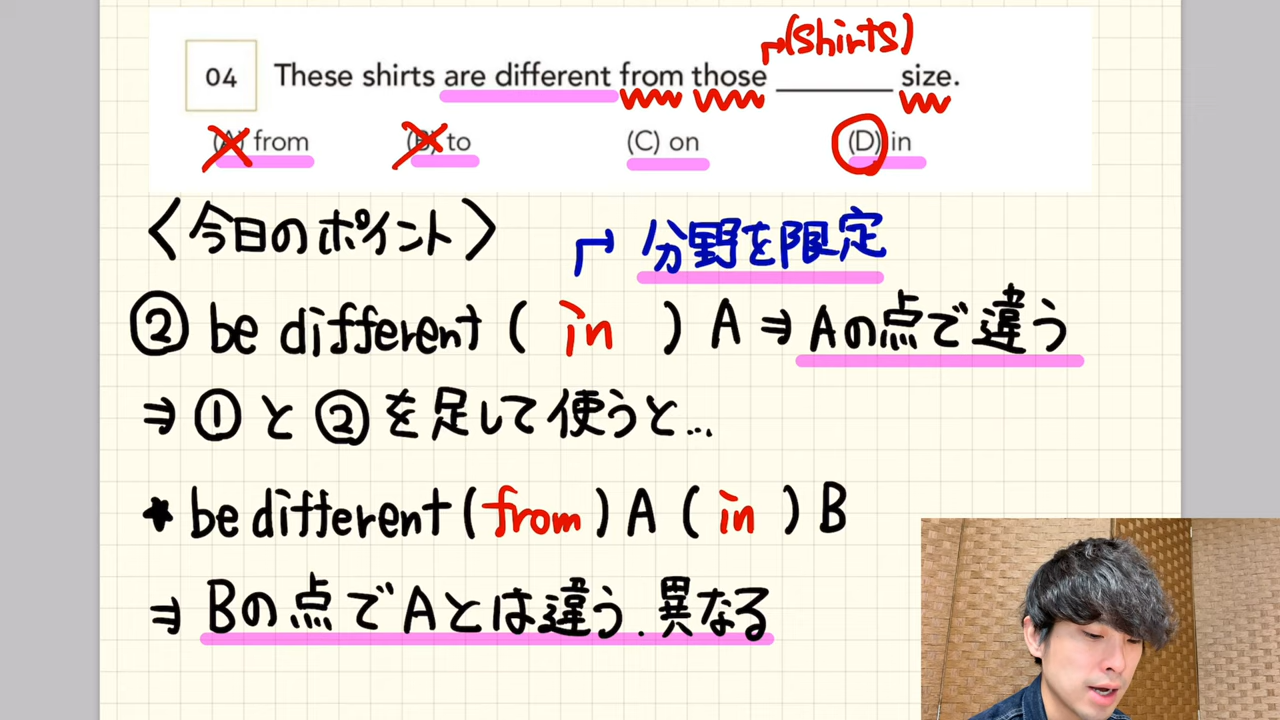 (shirts)
04 These shirts are different from those ________ size.
(A) from (B) to (C) on (D) in
〈今日のポイント〉
→ 分野を限定
② be different ( in ) A ⇒ Aの点で違う
⇒ ①と②を足して使うと...
★ be different (from) A (in) B
⇒ Bの点でAとは違う.異なる